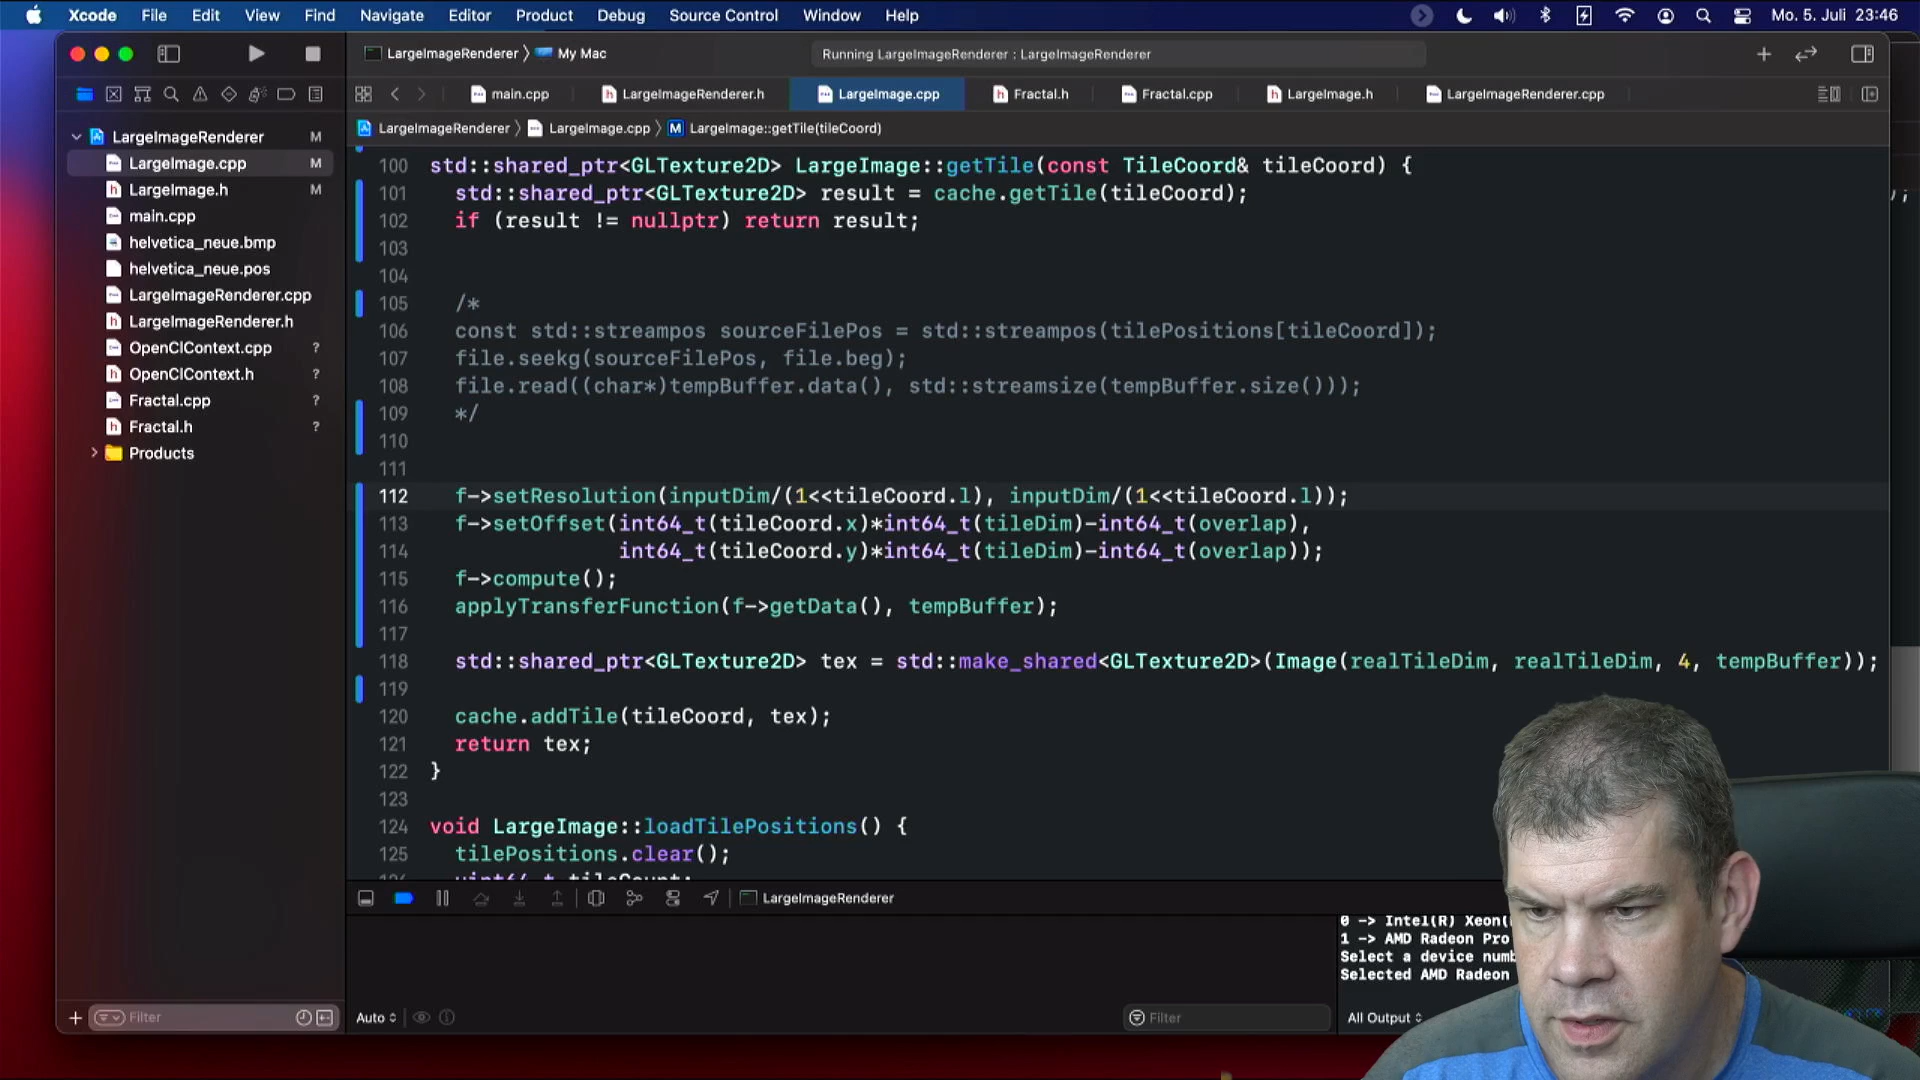 Xcode File Edit View Find Navigate Editor Product Debug Source Control Window Help Mo. 5. Juli 23:46
LargeImageRenderer My Mac Running LargeImageRenderer : LargeImageRenderer
main.cpp LargeImageRenderer.h LargeImage.cpp Fractal.h Fractal.cpp LargeImage.h LargeImageRenderer.cpp
LargeImageRenderer LargeImage.cpp M LargeImage::getTile(tileCoord)
LargeImageRenderer M
LargeImage.cpp M
LargeImage.h M
main.cpp
helvetica_neue.bmp
helvetica_neue.pos
LargeImageRenderer.cpp
LargeImageRenderer.h
OpenClContext.cpp ?
OpenClContext.h ?
Fractal.cpp ?
Fractal.h ?
Products
100 std::shared_ptr<GLTexture2D> LargeImage::getTile(const TileCoord& tileCoord) {
101 std::shared_ptr<GLTexture2D> result = cache.getTile(tileCoord);
102 if (result != nullptr) return result;
103
104
105 /*
106 const std::streampos sourceFilePos = std::streampos(tilePositions[tileCoord]);
107 file.seekg(sourceFilePos, file.beg);
108 file.read((char*)tempBuffer.data(), std::streamsize(tempBuffer.size()));
109 */
110
111
112 f->setResolution(inputDim/(1<<tileCoord.l), inputDim/(1<<tileCoord.l));
113 f->setOffset(int64_t(tileCoord.x)*int64_t(tileDim)-int64_t(overlap),
114 int64_t(tileCoord.y)*int64_t(tileDim)-int64_t(overlap));
115 f->compute();
116 applyTransferFunction(f->getData(), tempBuffer);
117
118 std::shared_ptr<GLTexture2D> tex = std::make_shared<GLTexture2D>(Image(realTileDim, realTileDim, 4, tempBuffer));
119
120 cache.addTile(tileCoord, tex);
121 return tex;
122 }
123
124 void LargeImage::loadTilePositions() {
125 tilePositions.clear();
LargeImageRenderer
0 -> Intel(R) Xeon(
1 -> AMD Radeon Pro
Select a device num
Selected AMD Radeon
Filter
Auto
Filter
All Output